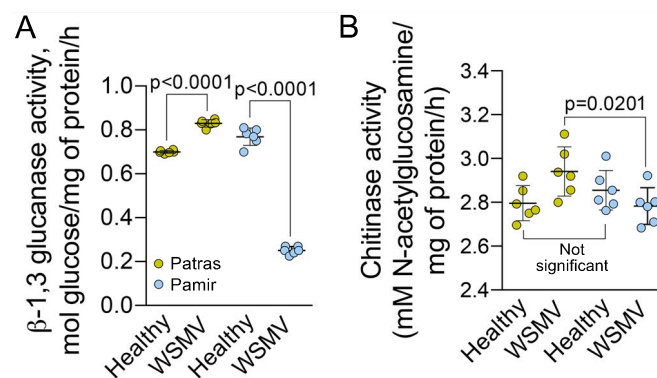 A
β-1,3 glucanase activity,
mol glucose/mg of protein/h
1.0
0.8
0.6
0.4
0.2
0.0
p<0.0001
p<0.0001
Patras
Pamir
Healthy
WSMV
Healthy
WSMV
B
Chitinase activity
(mM N-acetylglucosamine/
mg of protein/h)
3.4
3.2
3.0
2.8
2.6
2.4
p=0.0201
Not
significant
Healthy
WSMV
Healthy
WSMV